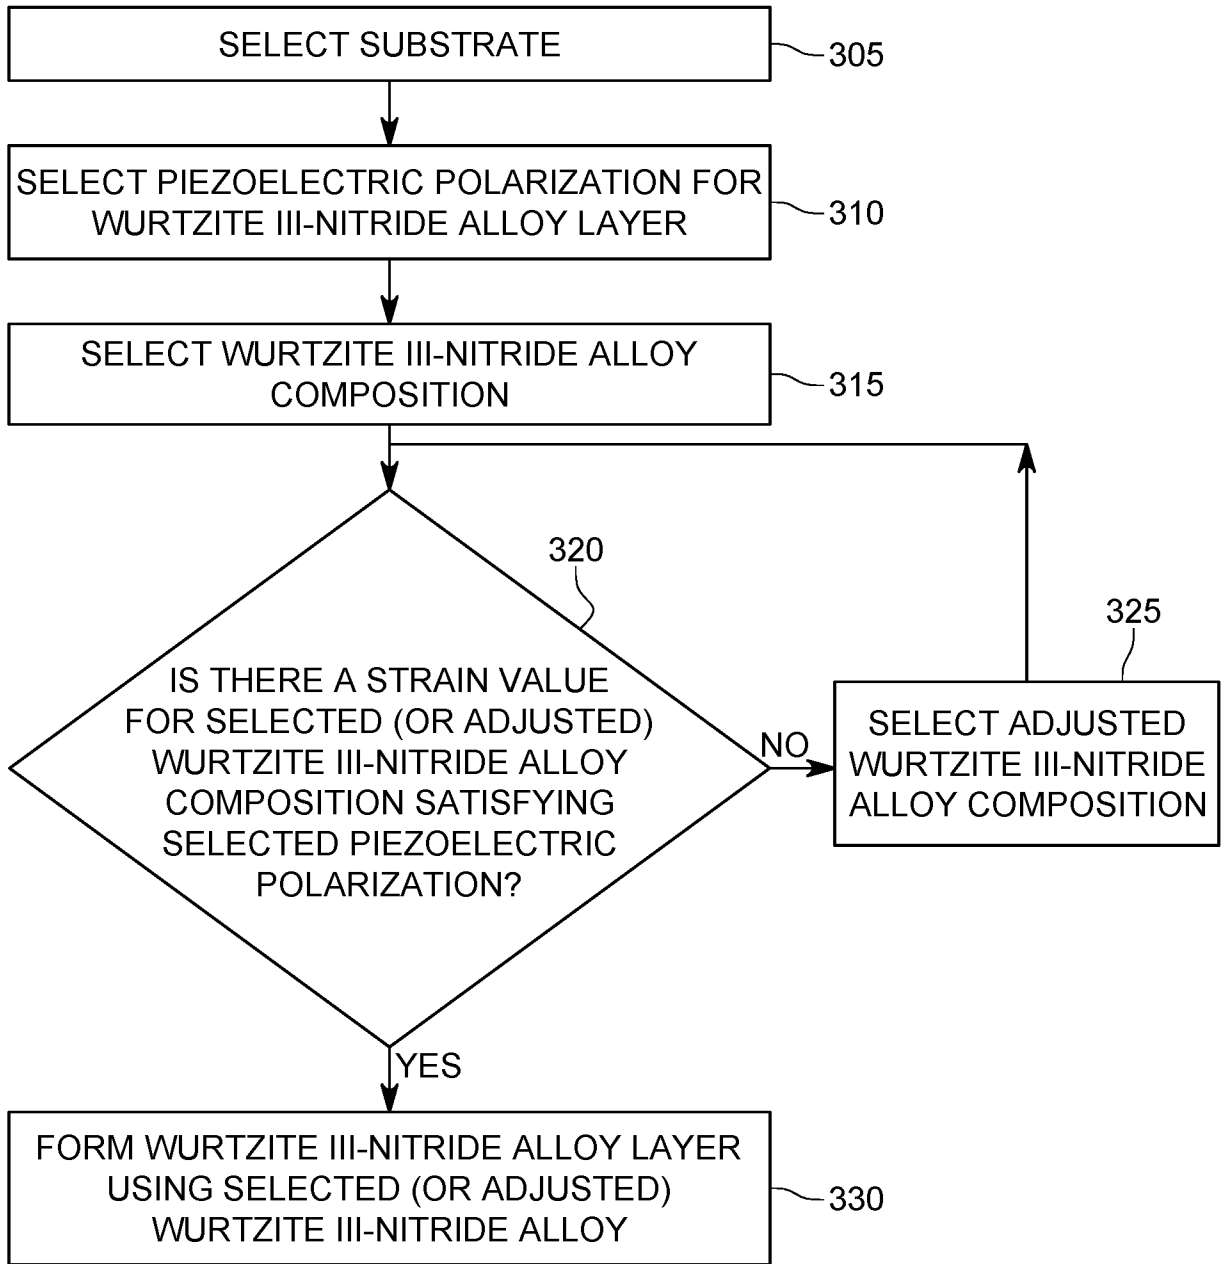 SELECT SUBSTRATE
305
SELECT PIEZOELECTRIC POLARIZATION FOR
WURTZITE III-NITRIDE ALLOY LAYER
310
SELECT WURTZITE III-NITRIDE ALLOY
COMPOSITION
315
320
IS THERE A STRAIN VALUE
FOR SELECTED (OR ADJUSTED)
WURTZITE III-NITRIDE ALLOY
COMPOSITION SATISFYING
SELECTED PIEZOELECTRIC
POLARIZATION?
NO
325
SELECT ADJUSTED
WURTZITE III-NITRIDE
ALLOY COMPOSITION
YES
FORM WURTZITE III-NITRIDE ALLOY LAYER
USING SELECTED (OR ADJUSTED)
WURTZITE III-NITRIDE ALLOY
330